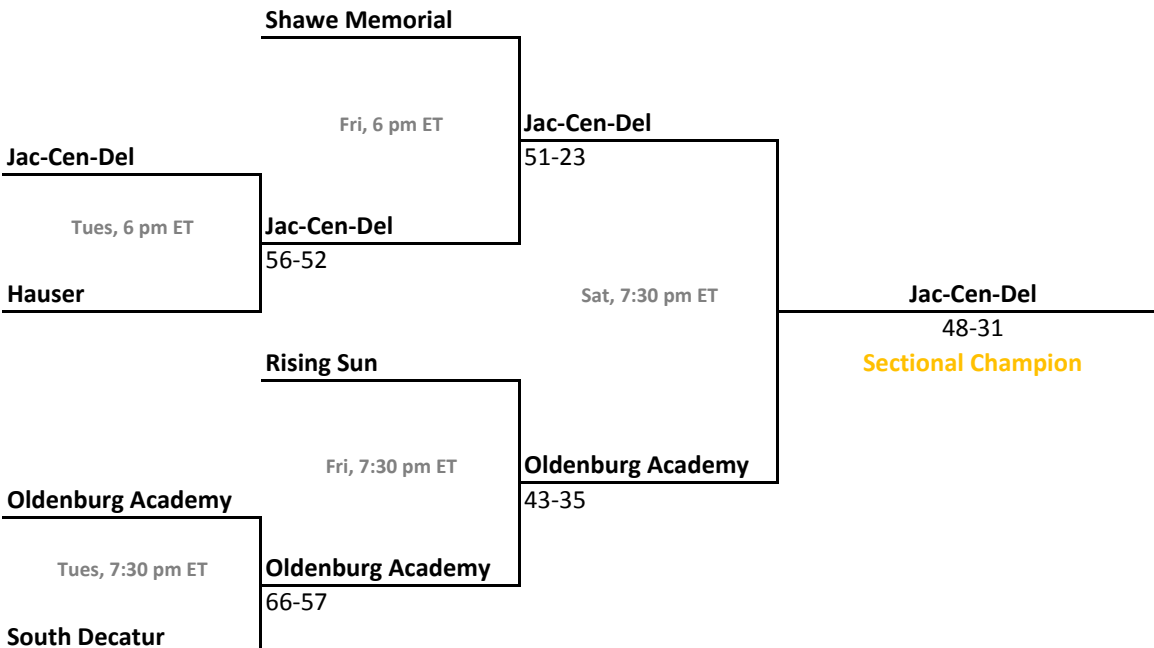 Shawe Memorial
Fri, 6 pm ET
Jac-Cen-Del
Jac-Cen-Del
51-23
Tues, 6 pm ET
Jac-Cen-Del
56-52
Hauser
Sat, 7:30 pm ET
Jac-Cen-Del
48-31
Rising Sun
Sectional Champion
Fri, 7:30 pm ET
Oldenburg Academy
Oldenburg Academy
43-35
Tues, 7:30 pm ET
Oldenburg Academy
66-57
South Decatur